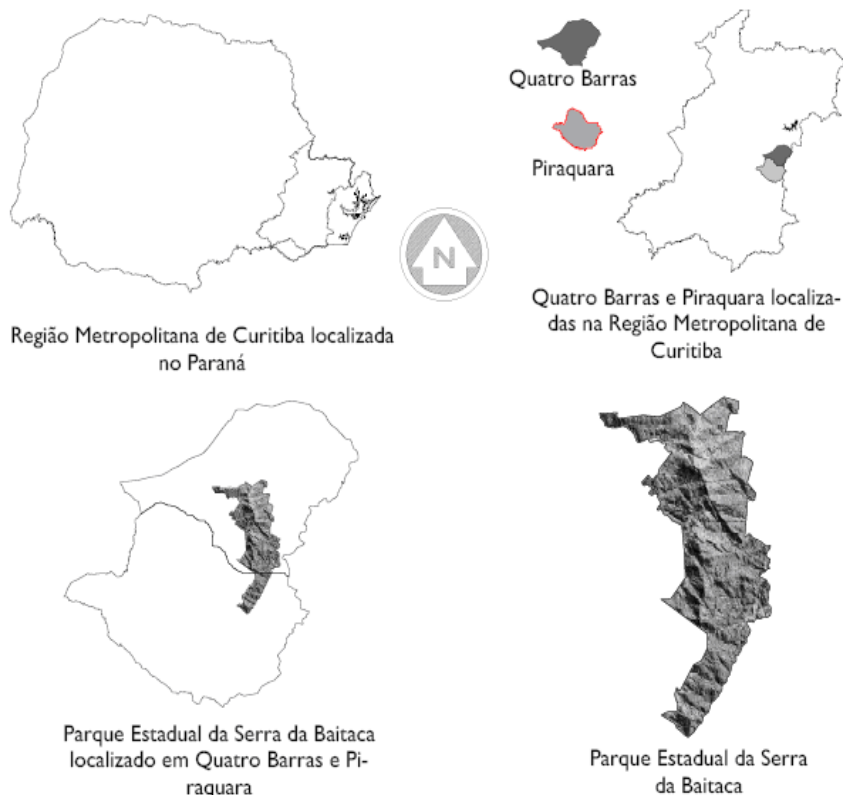 Quatro Barras
Piraquara
N
Região Metropolitana de Curitiba localizada
no Paraná
Quatro Barras e Piraquara localiza-
das na Região Metropolitana de
Curitiba
Parque Estadual da Serra da Baitaca
localizado em Quatro Barras e Pi-
raquara
Parque Estadual da Serra
da Baitaca